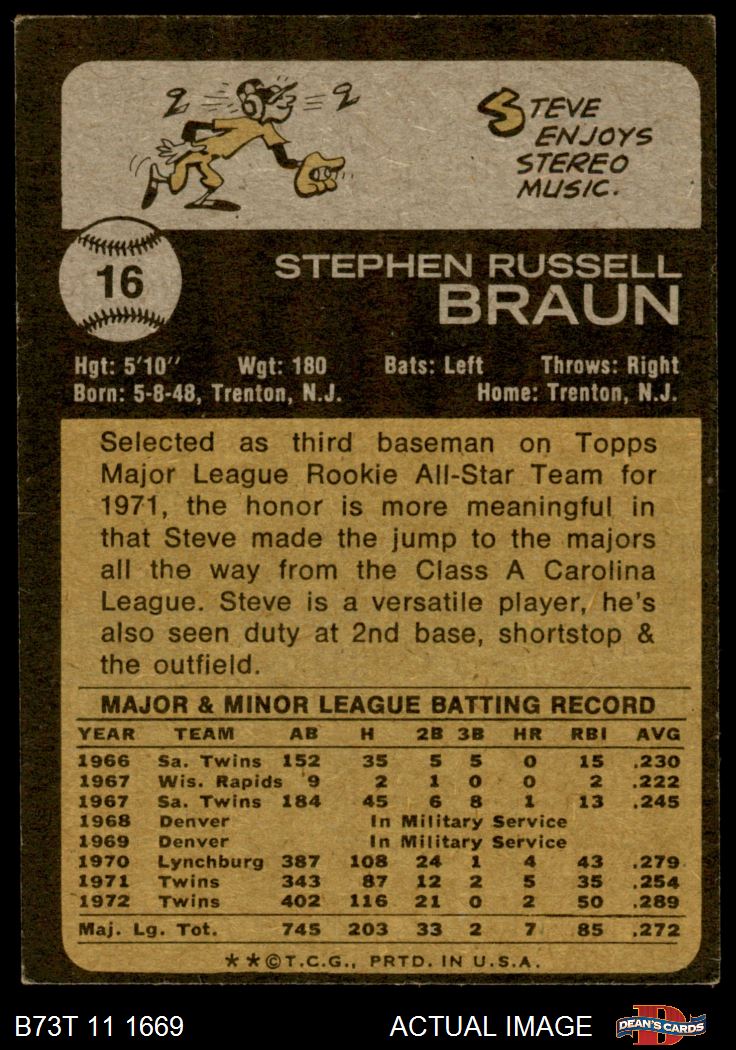 STEVE
ENJOYS
STEREO
MUSIC.
16
STEPHEN RUSSELL
BRAUN
Hgt: 5'10" Wgt: 180 Bats: Left Throws: Right
Born: 5-8-48, Trenton, N.J. Home: Trenton, N.J.
Selected as third baseman on Topps
Major League Rookie All-Star Team for
1971, the honor is more meaningful in
that Steve made the jump to the majors
all the way from the Class A Carolina
League. Steve is a versatile player, he's
also seen duty at 2nd base, shortstop &
the outfield.
MAJOR & MINOR LEAGUE BATTING RECORD
YEAR TEAM AB H 2B 3B HR RBI AVG
1966 Sa. Twins 152 35 5 5 0 15 .230
1967 Wis. Rapids 9 2 1 0 0 2 .222
1967 Sa. Twins 184 45 6 8 1 13 .245
1968 Denver In Military Service
1969 Denver In Military Service
1970 Lynchburg 387 108 24 1 4 43 .279
1971 Twins 343 87 12 2 5 35 .254
1972 Twins 402 116 21 0 2 50 .289
Maj. Lg. Tot. 745 203 33 2 7 85 .272
**©T.C.G., PRTD. IN U.S.A.
B73T 11 1669 ACTUAL IMAGE D DEAN'S CARDS